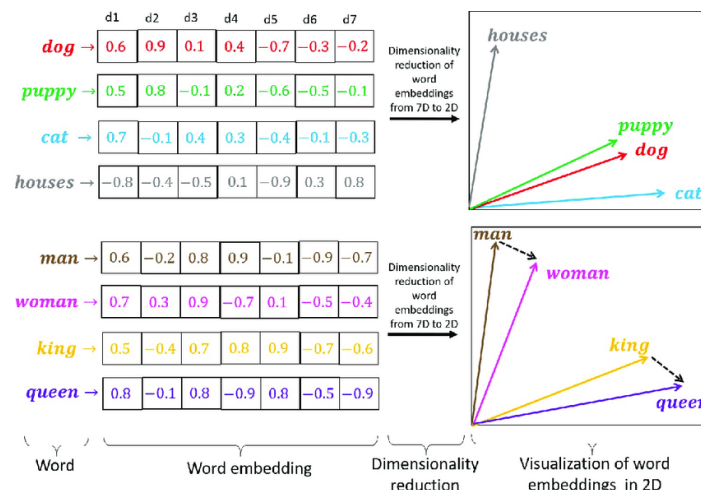 d1 d2 d3 d4 d5 d6 d7
dog → 0.6 0.9 0.1 0.4 −0.7 −0.3 −0.2
puppy → 0.5 0.8 −0.1 0.2 −0.6 −0.5 −0.1
cat → 0.7 −0.1 0.4 0.3 −0.4 −0.1 −0.3
houses → −0.8 −0.4 −0.5 0.1 −0.9 0.3 0.8
Dimensionality
reduction of
word
embeddings
from 7D to 2D
houses
puppy
dog
cat
man → 0.6 −0.2 0.8 0.9 −0.1 −0.9 −0.7
woman → 0.7 0.3 0.9 −0.7 0.1 −0.5 −0.4
king → 0.5 −0.4 0.7 0.8 0.9 −0.7 −0.6
queen → 0.8 −0.1 0.8 −0.9 0.8 −0.5 −0.9
Dimensionality
reduction of
word
embeddings
from 7D to 2D
man
woman
king
queen
Word
Word embedding
Dimensionality
reduction
Visualization of word
embeddings in 2D